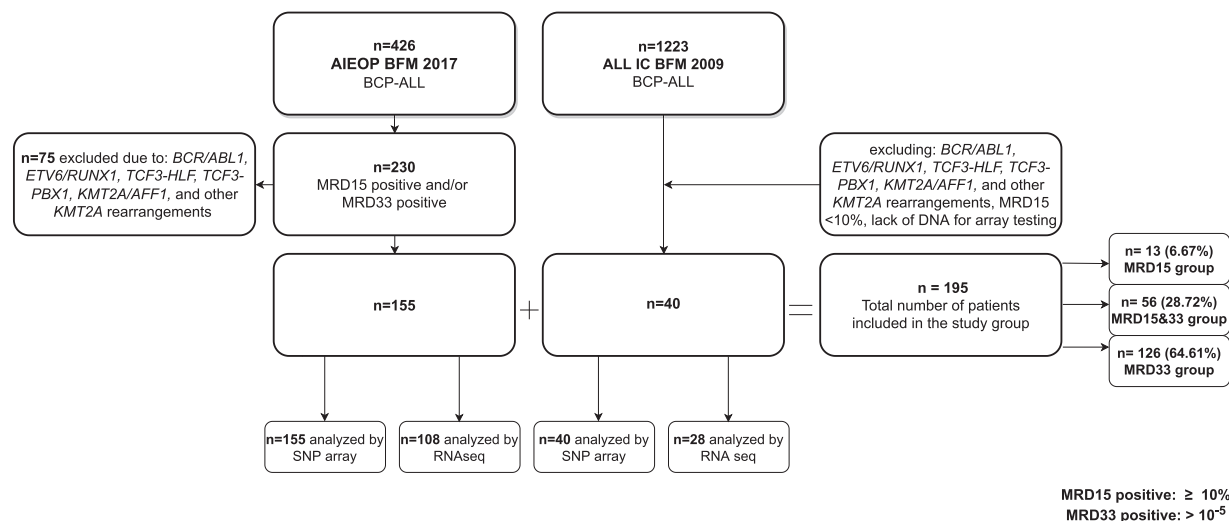 n=426
AIEOP BFM 2017
BCP-ALL
n=1223
ALL IC BFM 2009
BCP-ALL
n=75 excluded due to: BCR/ABL1,
ETV6/RUNX1, TCF3-HLF, TCF3-
PBX1, KMT2A/AFF1, and other
KMT2A rearrangements
n=230
MRD15 positive and/or
MRD33 positive
excluding: BCR/ABL1,
ETV6/RUNX1, TCF3-HLF, TCF3-
PBX1, KMT2A/AFF1, and other
KMT2A rearrangements, MRD15
<10%, lack of DNA for array testing
n=155
+
n=40
=
n = 195
Total number of patients
included in the study group
n= 13 (6.67%)
MRD15 group
n= 56 (28.72%)
MRD15&33 group
n= 126 (64.61%)
MRD33 group
n=155 analyzed by
SNP array
n=108 analyzed by
RNAseq
n=40 analyzed by
SNP array
n=28 analyzed by
RNA seq
MRD15 positive: ≥ 10%
MRD33 positive: > 10⁻⁵